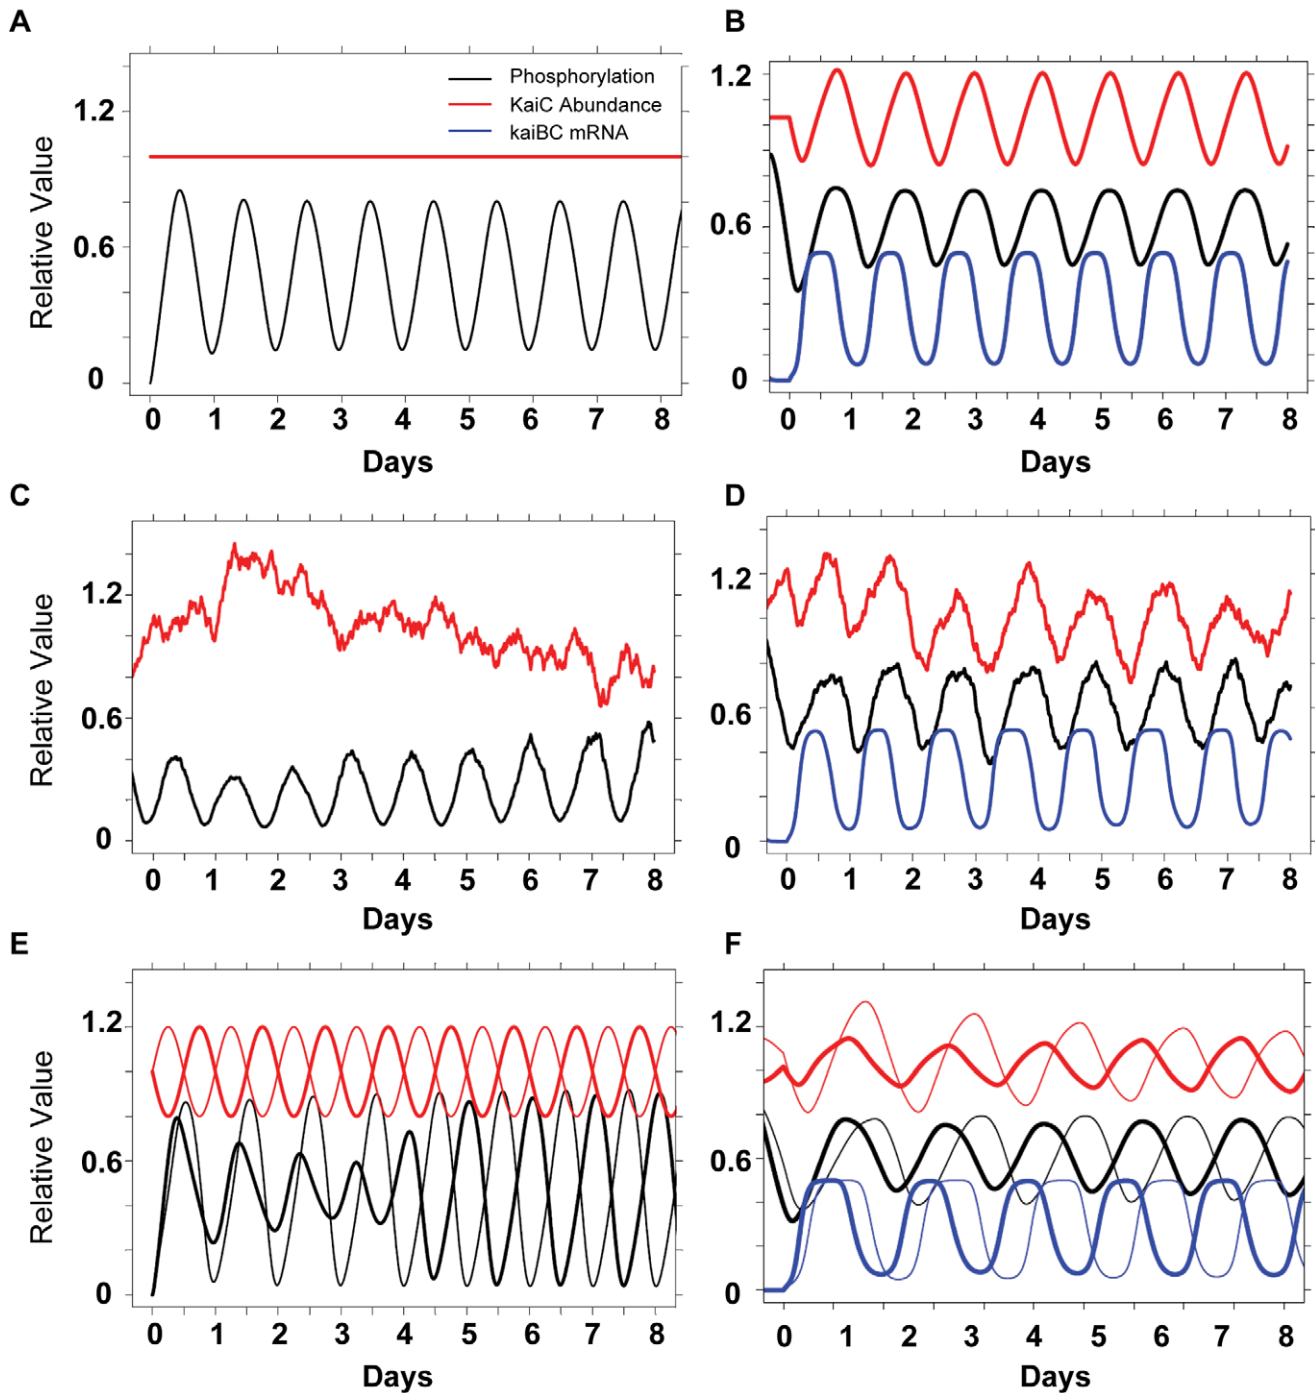 A
Phosphorylation
KaiC Abundance
kaiBC mRNA
1.2
0.6
0
Relative Value
0 1 2 3 4 5 6 7 8
Days
B
1.2
0.6
0
0 1 2 3 4 5 6 7 8
Days
C
1.2
0.6
0
Relative Value
0 1 2 3 4 5 6 7 8
Days
D
1.2
0.6
0
0 1 2 3 4 5 6 7 8
Days
E
1.2
0.6
0
Relative Value
0 1 2 3 4 5 6 7 8
Days
F
1.2
0.6
0
0 1 2 3 4 5 6 7 8
Days